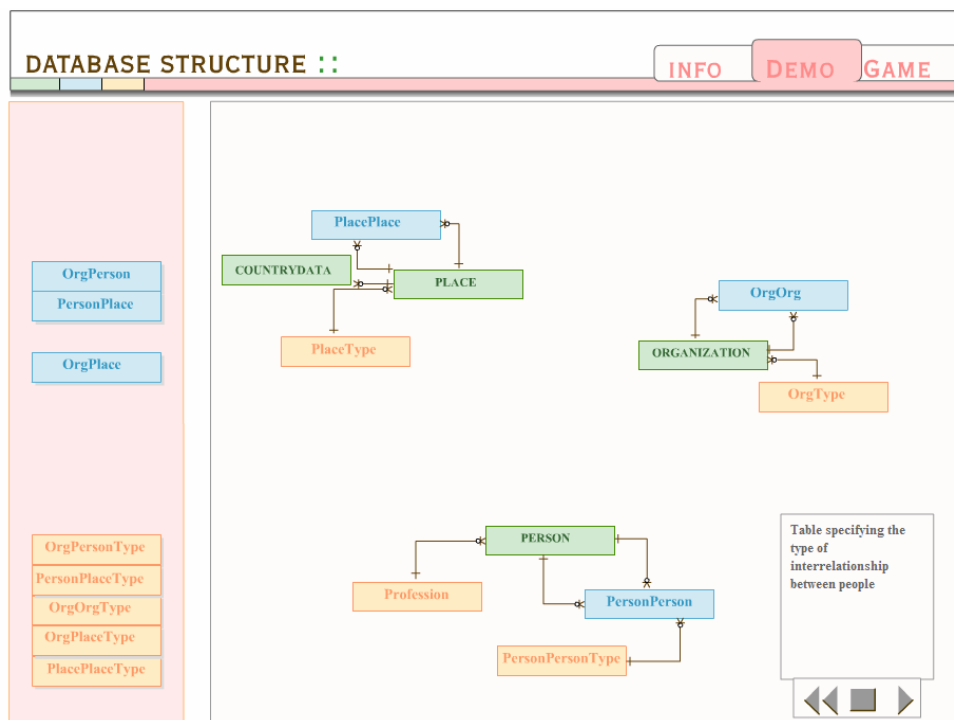 DATABASE STRUCTURE ::
INFO
DEMO
GAME
OrgPerson
PersonPlace
OrgPlace
OrgPersonType
PersonPlaceType
OrgOrgType
OrgPlaceType
PlacePlaceType
PlacePlace
COUNTRYDATA
PLACE
PlaceType
OrgOrg
ORGANIZATION
OrgType
PERSON
Profession
PersonPerson
PersonPersonType
Table specifying the
type of
interrelationship
between people